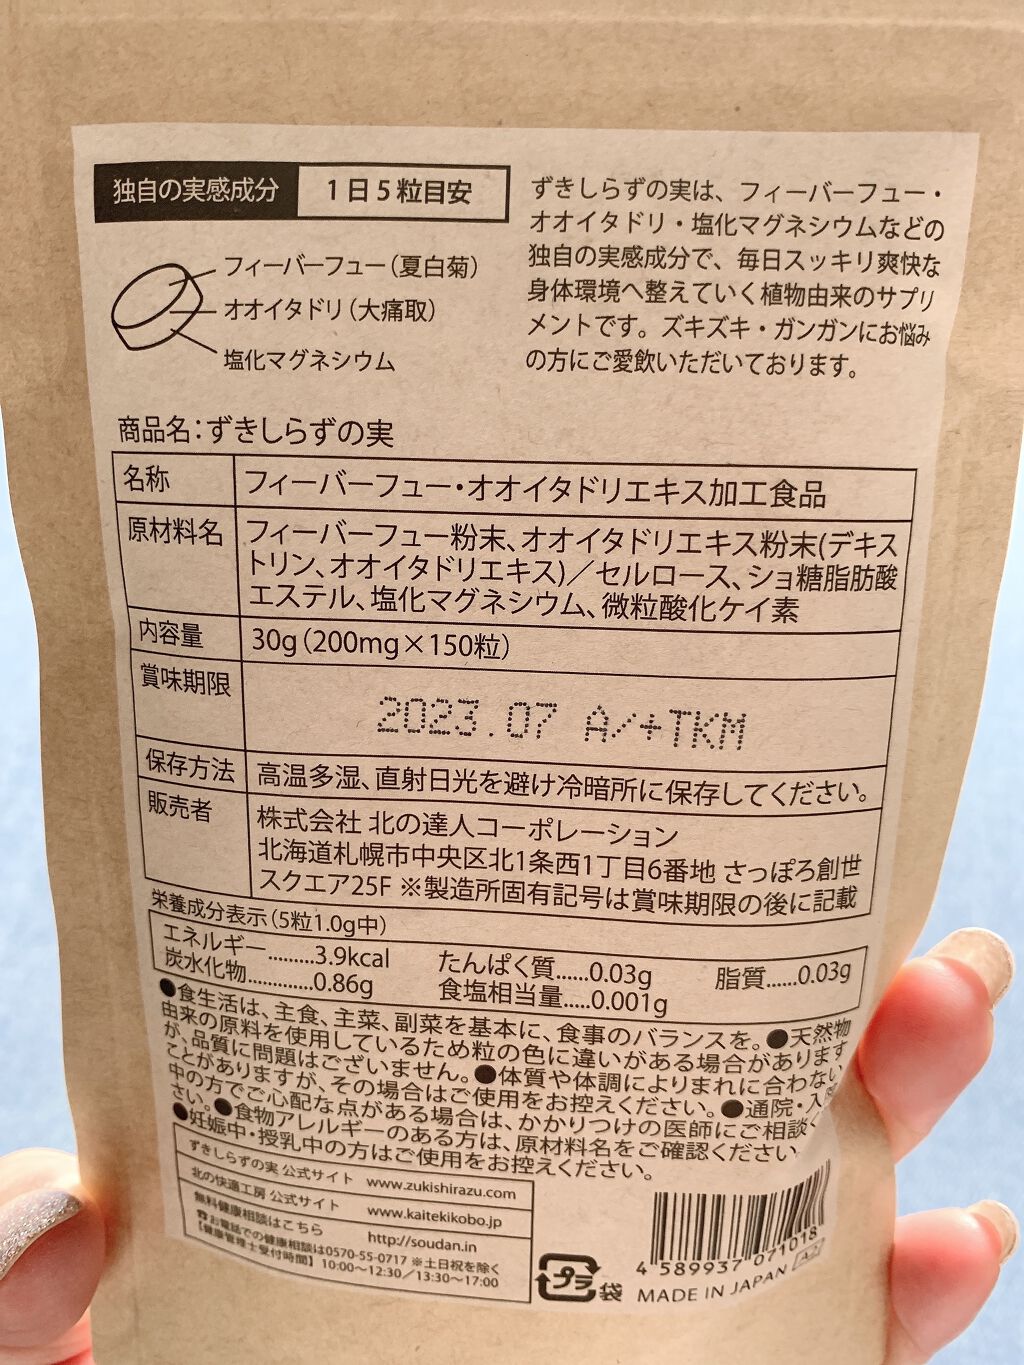 独自の実感成分 1日5粒目安
フィーバーフュー(夏白菊)
オオイタドリ(大痛取)
塩化マグネシウム
ずきしらずの実は、フィーバーフュー・
オオイタドリ・塩化マグネシウムなどの
独自の実感成分で、毎日スッキリ爽快な
身体環境へ整えていく植物由来のサプリ
メントです。ズキズキ・ガンガンにお悩み
の方にご愛飲いただいております。
商品名:ずきしらずの実
名称 フィーバーフュー・オオイタドリエキス加工食品
原材料名 フィーバーフュー粉末、オオイタドリエキス粉末(デキス
トリン、オオイタドリエキス)／セルロース、ショ糖脂肪酸
エステル、塩化マグネシウム、微粒酸化ケイ素
内容量 30g(200mg×150粒)
賞味期限 2023.07 A/+TKM
保存方法 高温多湿、直射日光を避け冷暗所に保存してください。
販売者 株式会社 北の達人コーポレーション
北海道札幌市中央区北1条西1丁目6番地 さっぽろ創世
スクエア25F ※製造所固有記号は賞味期限の後に記載
栄養成分表示(5粒1.0g中)
エネルギー.........3.9kcal たんぱく質......0.03g 脂質......0.03g
炭水化物.............0.86g 食塩相当量.....0.001g
●食生活は、主食、主菜、副菜を基本に、食事のバランスを。●天然物
由来の原料を使用しているため粒の色に違いがある場合があります
が、品質に問題はございません。●体質や体調によりまれに合わない
ことがありますが、その場合はご使用をお控えください。●通院・入
中の方でご心配な点がある場合は、かかりつけの医師にご相談く
さい。●食物アレルギーのある方は、原材料名をご確認ください。
●妊娠中・授乳中の方はご使用をお控えください。
ずきしらずの実 公式サイト www.zukishirazu.com
北の快適工房 公式サイト www.kaitekikobo.jp
無料健康相談はこちら http://soudan.in
☎お電話での健康相談は0570-55-0717 ※土日祝を除く
【健康管理士受付時間】10:00〜12:30／13:30〜17:00
プラ 袋
4 589937 071018
MADE IN JAPAN